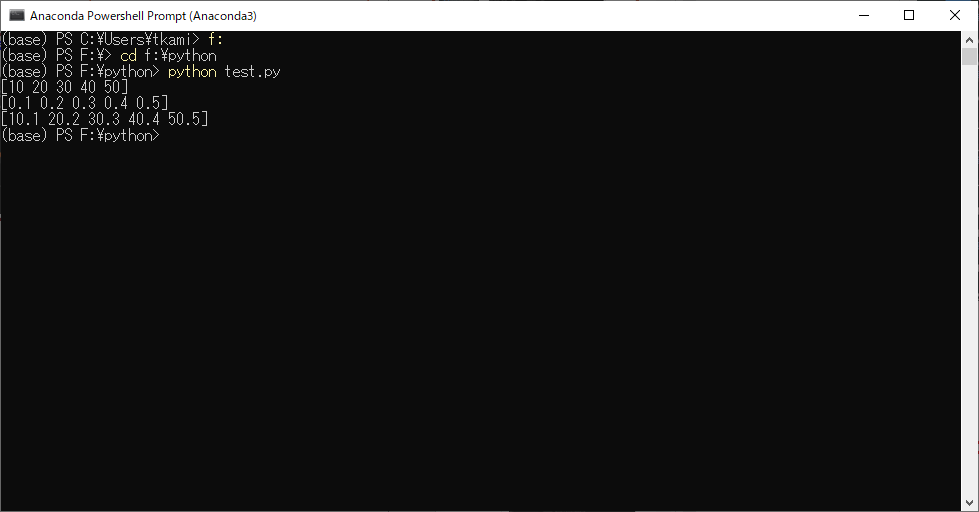 Anaconda Powershell Prompt (Anaconda3)
(base) PS C:¥Users¥tkami> f:
(base) PS F:¥> cd f:¥python
(base) PS F:¥python> python test.py
[10 20 30 40 50]
[0.1 0.2 0.3 0.4 0.5]
[10.1 20.2 30.3 40.4 50.5]
(base) PS F:¥python>